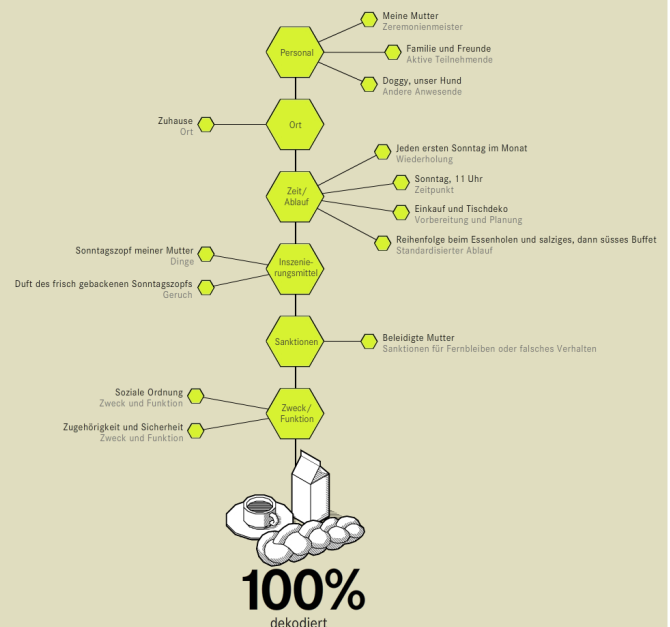 Meine Mutter
Zeremonienmeister
Personal
Familie und Freunde
Aktive Teilnehmende
Doggy, unser Hund
Andere Anwesende
Zuhause
Ort
Ort
Jeden ersten Sonntag im Monat
Wiederholung
Sonntag, 11 Uhr
Zeitpunkt
Zeit/
Ablauf
Einkauf und Tischdeko
Vorbereitung und Planung
Reihenfolge beim Essenholen und salziges, dann süsses Buffet
Standardisierter Ablauf
Sonntagszopf meiner Mutter
Dinge
Inszenie-
rungsmittel
Duft des frisch gebackenen Sonntagszopfs
Geruch
Sanktionen
Beleidigte Mutter
Sanktionen für Fernbleiben oder falsches Verhalten
Soziale Ordnung
Zweck und Funktion
Zweck/
Funktion
Zugehörigkeit und Sicherheit
Zweck und Funktion
100%
dekodiert